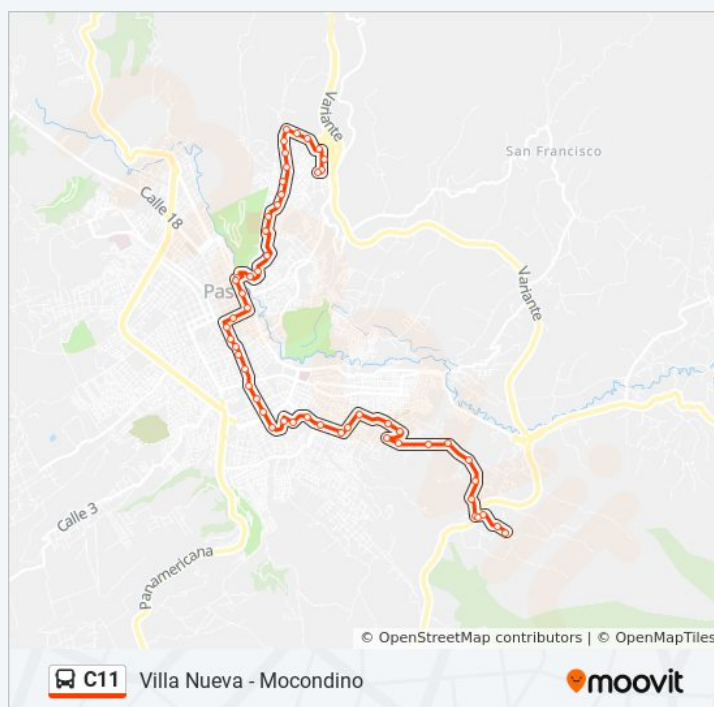 Variante
San Francisco
Calle 18
Pas
Variante
Calle 3
Panamericana
© OpenStreetMap contributors | © OpenMapTiles
C11 Villa Nueva - Mocondino
moovit